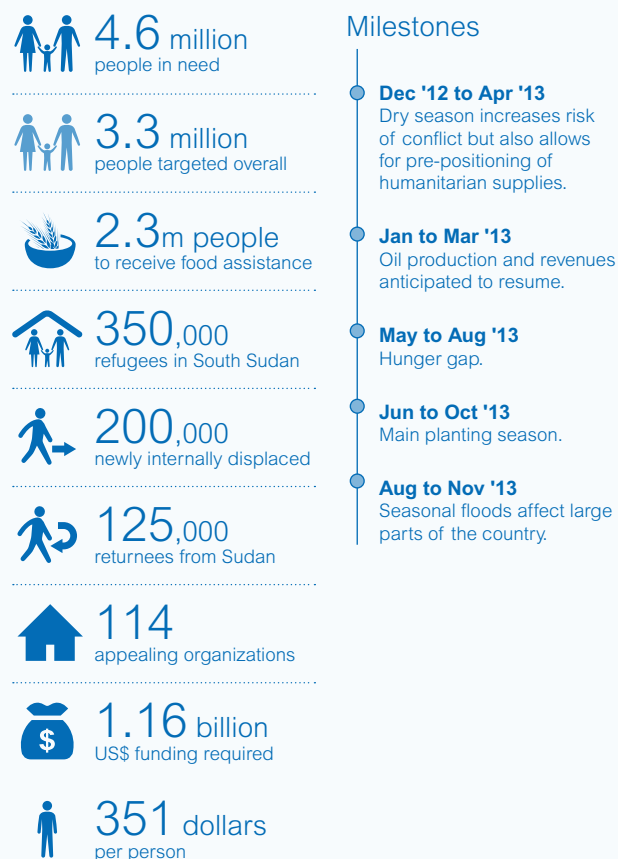 4.6 million
people in need
3.3 million
people targeted overall
2.3m people
to receive food assistance
350,000
refugees in South Sudan
200,000
newly internally displaced
125,000
returnees from Sudan
114
appealing organizations
$
1.16 billion
US$ funding required
351 dollars
per person
Milestones
Dec '12 to Apr '13
Dry season increases risk
of conflict but also allows
for pre-positioning of
humanitarian supplies.
Jan to Mar '13
Oil production and revenues
anticipated to resume.
May to Aug '13
Hunger gap.
Jun to Oct '13
Main planting season.
Aug to Nov '13
Seasonal floods affect large
parts of the country.